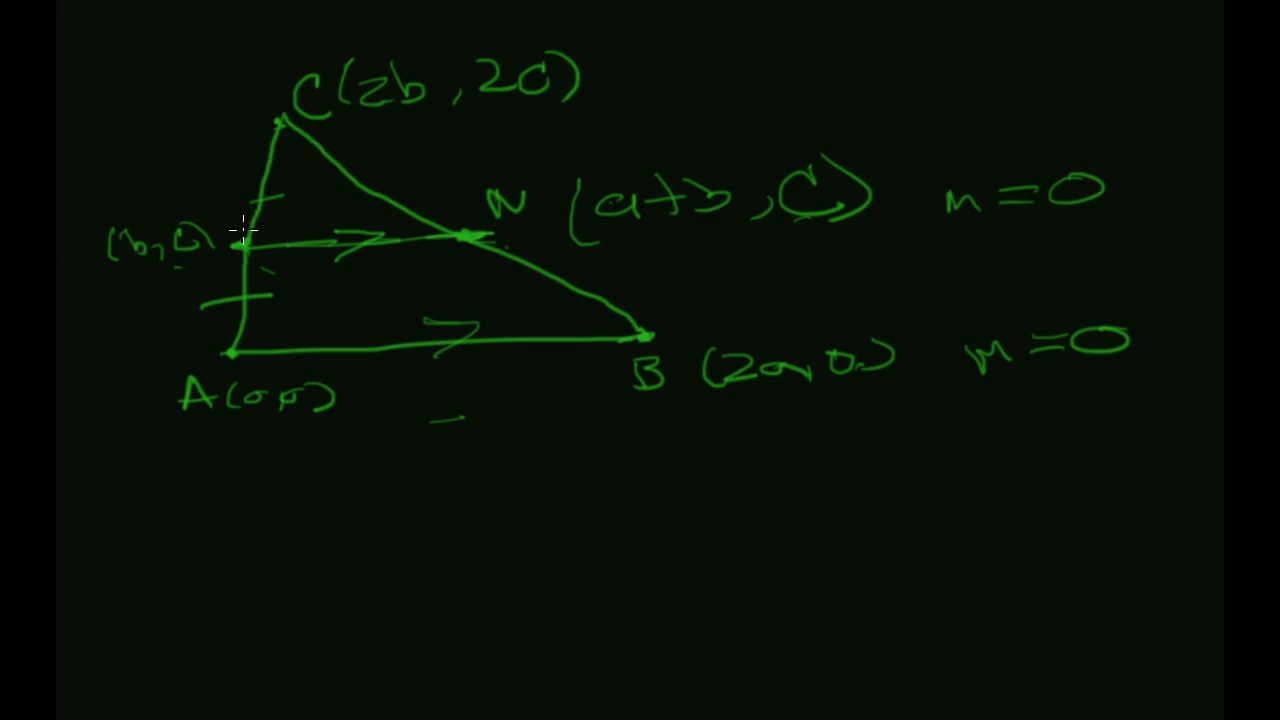 C(2b, 2c)
N (a+b, C) m=0
(b, c)
B (2a, 0) m=0
A(0,0)